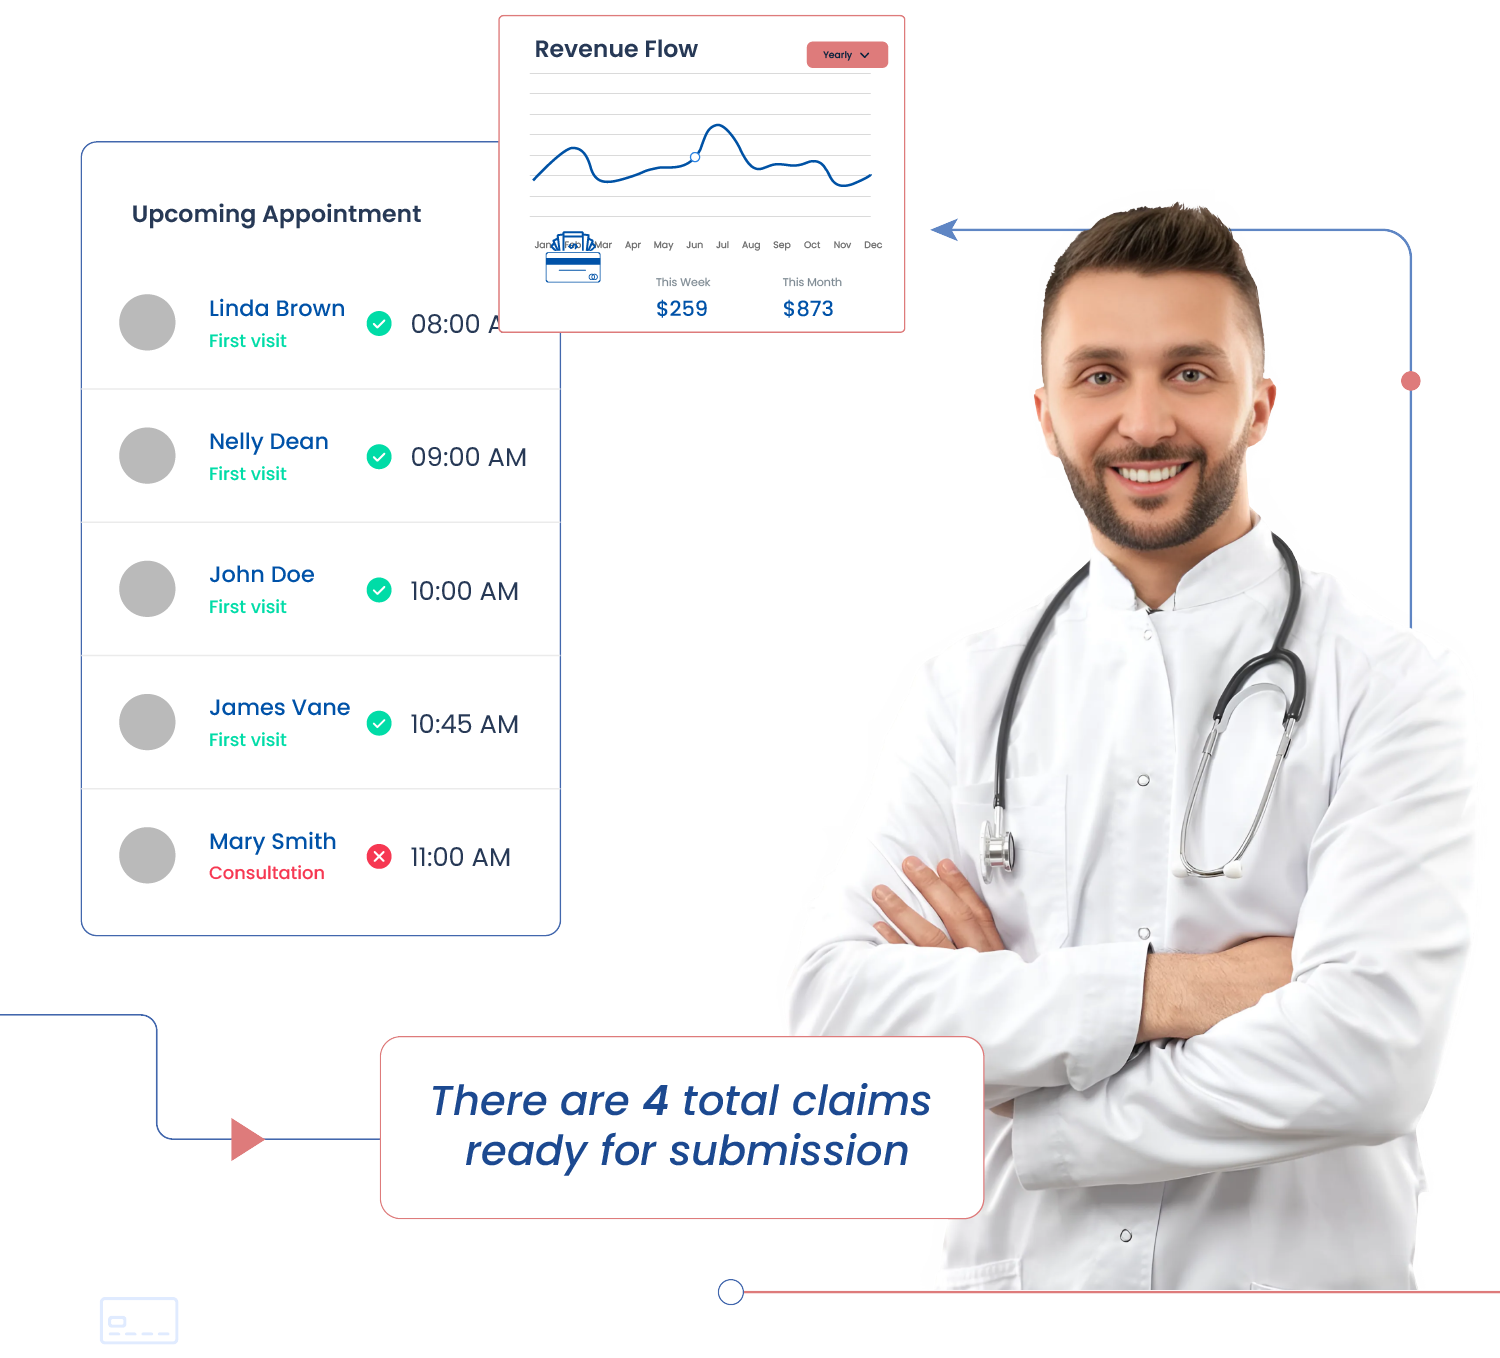 Revenue Flow
Yearly
Jan Feb Mar Apr May Jun Jul Aug Sep Oct Nov Dec
This Week
$259
This Month
$873
Upcoming Appointment
Linda Brown
First visit
08:00 A
Nelly Dean
First visit
09:00 AM
John Doe
First visit
10:00 AM
James Vane
First visit
10:45 AM
Mary Smith
Consultation
11:00 AM
There are 4 total claims
ready for submission